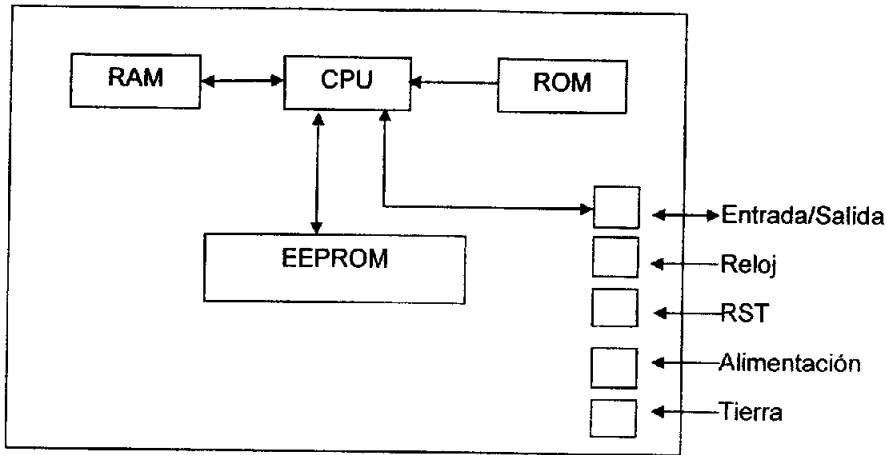 RAM
CPU
ROM
EEPROM
Entrada/Salida
Reloj
RST
Alimentación
Tierra